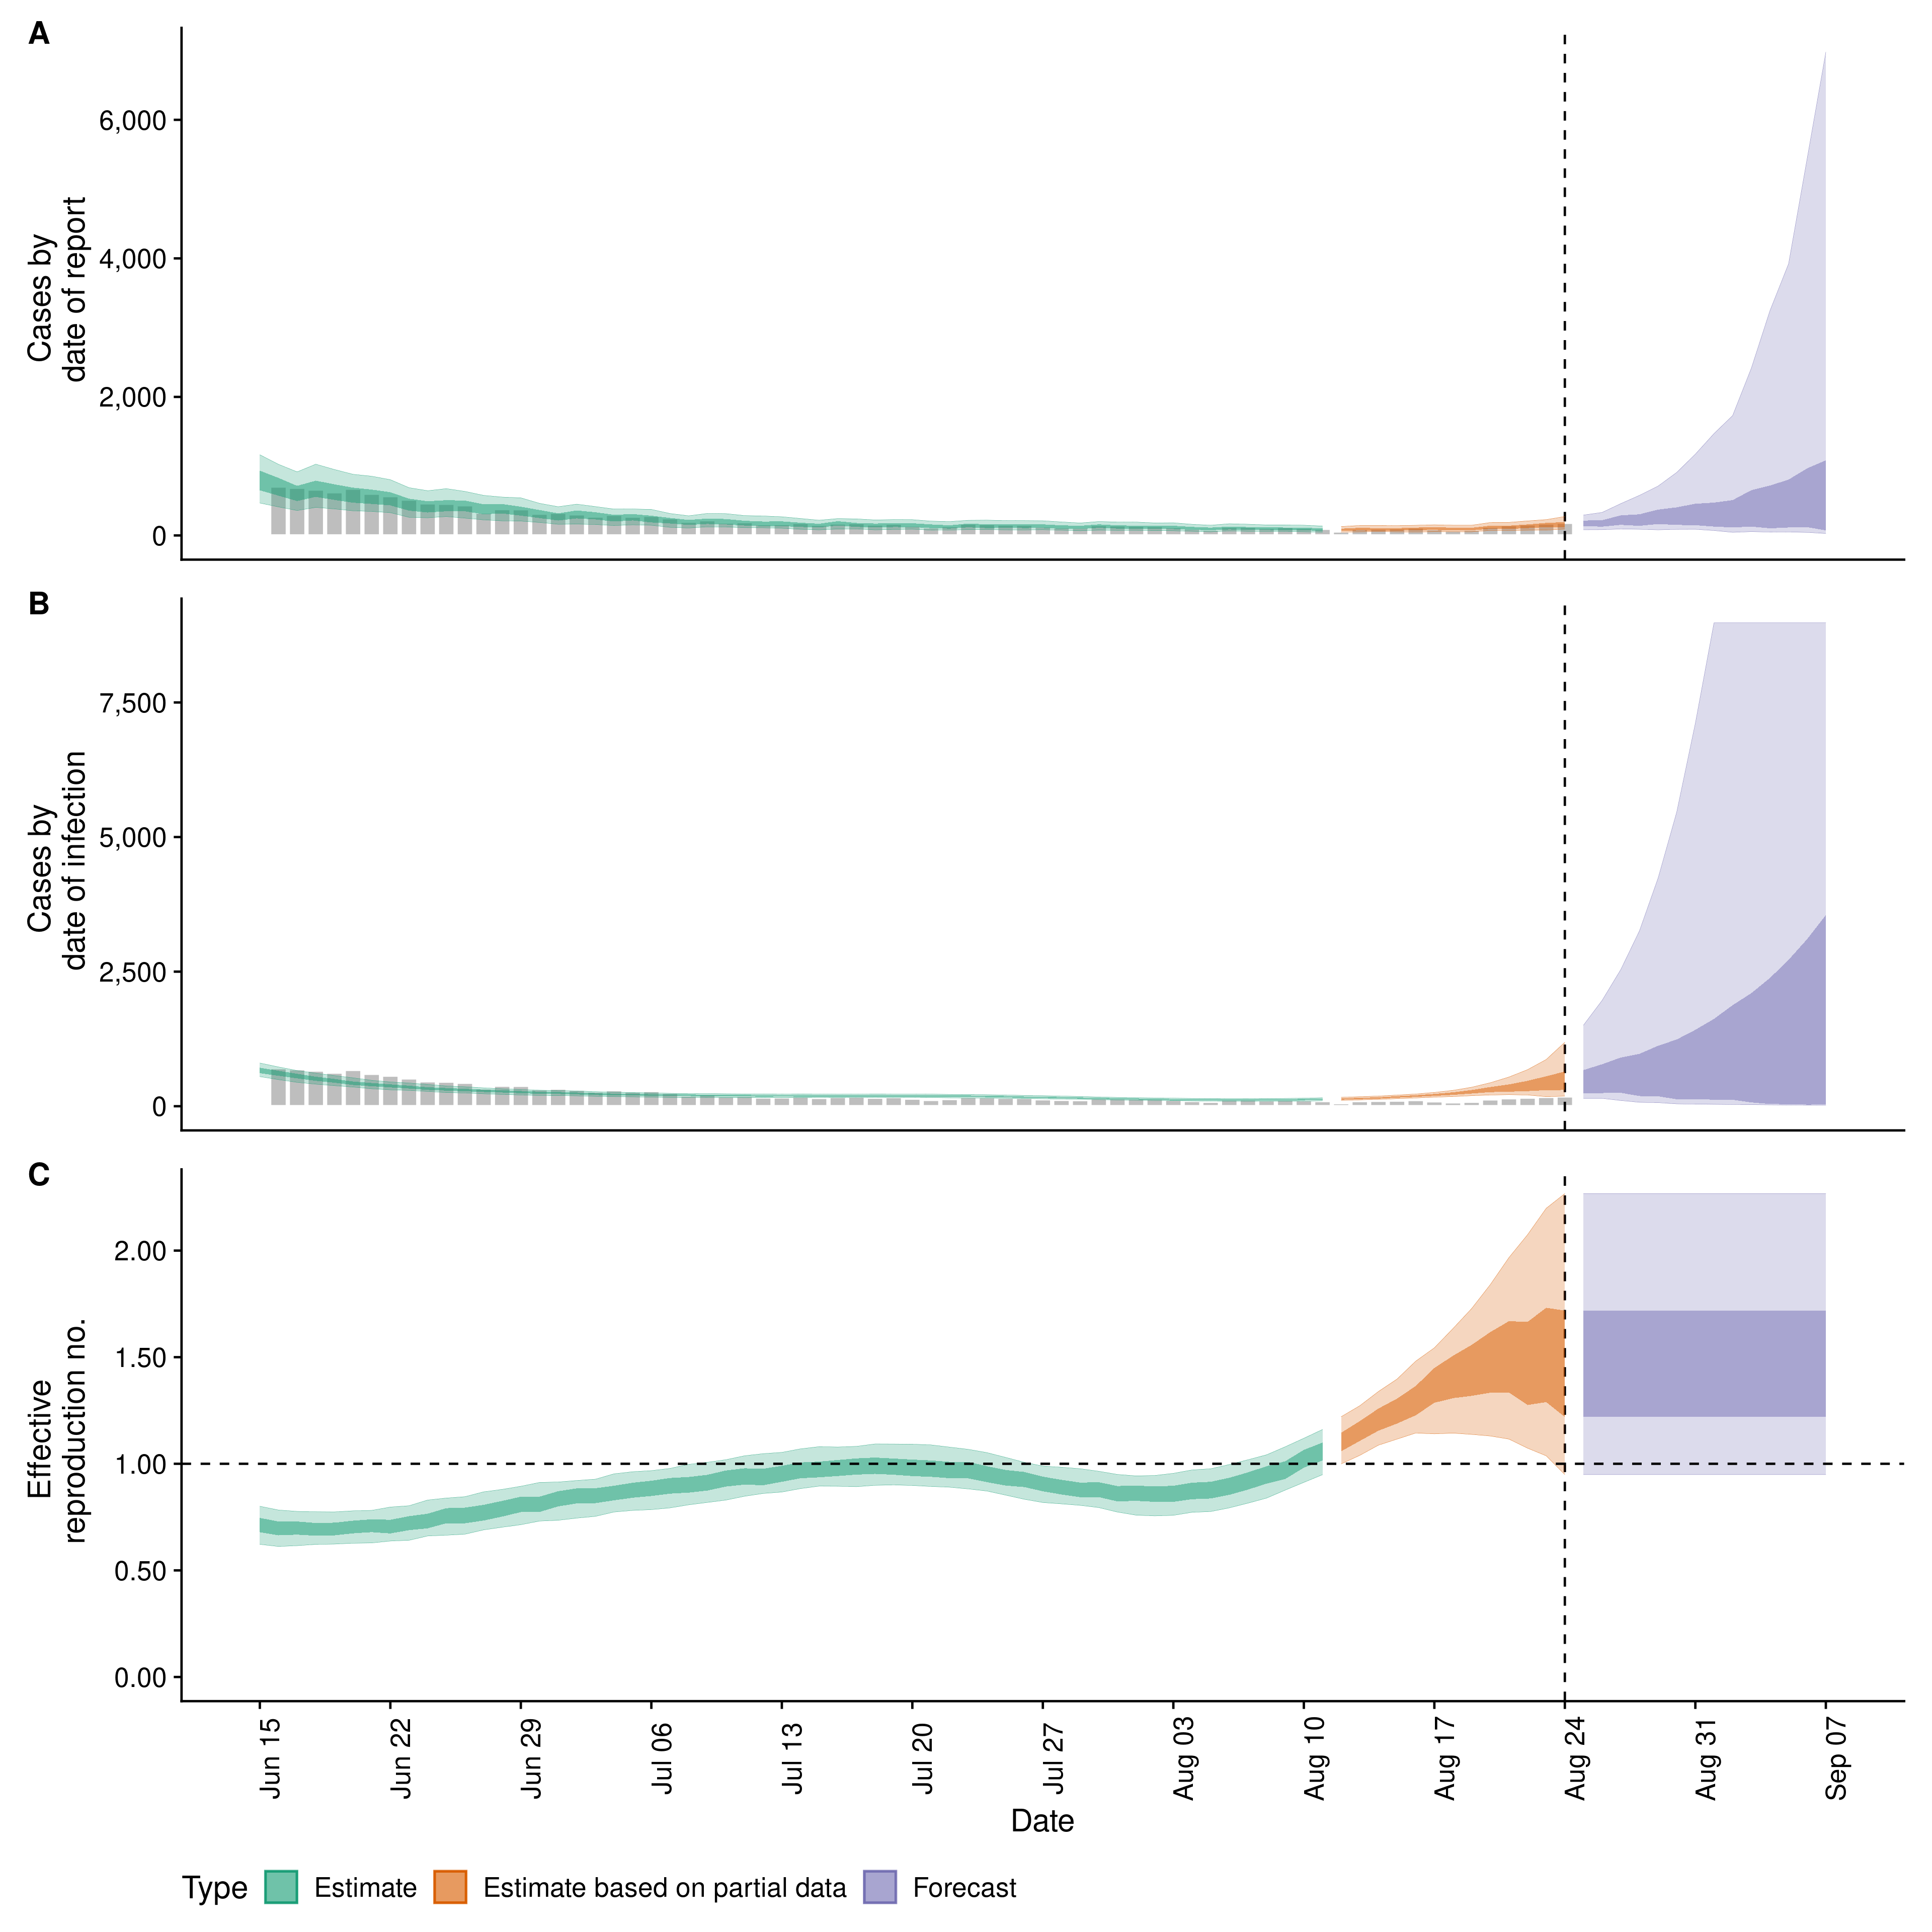 A
Cases by
date of report
6,000
4,000
2,000
0
B
Cases by
date of infection
7,500
5,000
2,500
0
C
Effective
reproduction no.
2.00
1.50
1.00
0.50
0.00
Jun 15
Jun 22
Jun 29
Jul 06
Jul 13
Jul 20
Jul 27
Aug 03
Aug 10
Aug 17
Aug 24
Aug 31
Sep 07
Date
Type
Estimate
Estimate based on partial data
Forecast